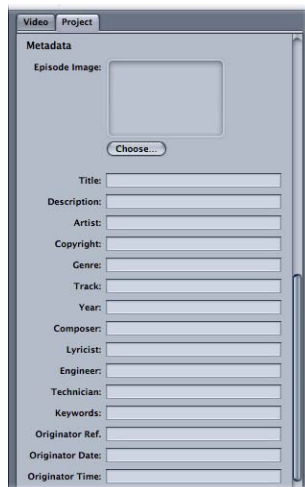 Video Project
Metadata
Episode Image:
Choose...
Title:
Description:
Artist:
Copyright:
Genre:
Track:
Year:
Composer:
Lyricist:
Engineer:
Technician:
Keywords:
Originator Ref.
Originator Date:
Originator Time: